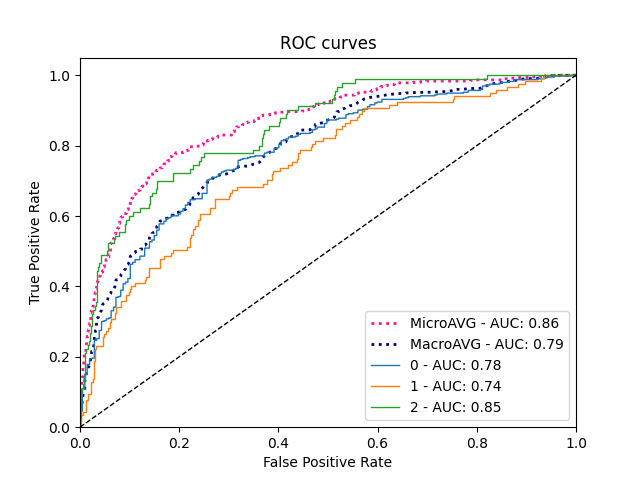 ROC curves
True Positive Rate
1.0
0.8
0.6
0.4
0.2
0.0
MicroAVG - AUC: 0.86
MacroAVG - AUC: 0.79
0 - AUC: 0.78
1 - AUC: 0.74
2 - AUC: 0.85
0.0 0.2 0.4 0.6 0.8 1.0
False Positive Rate